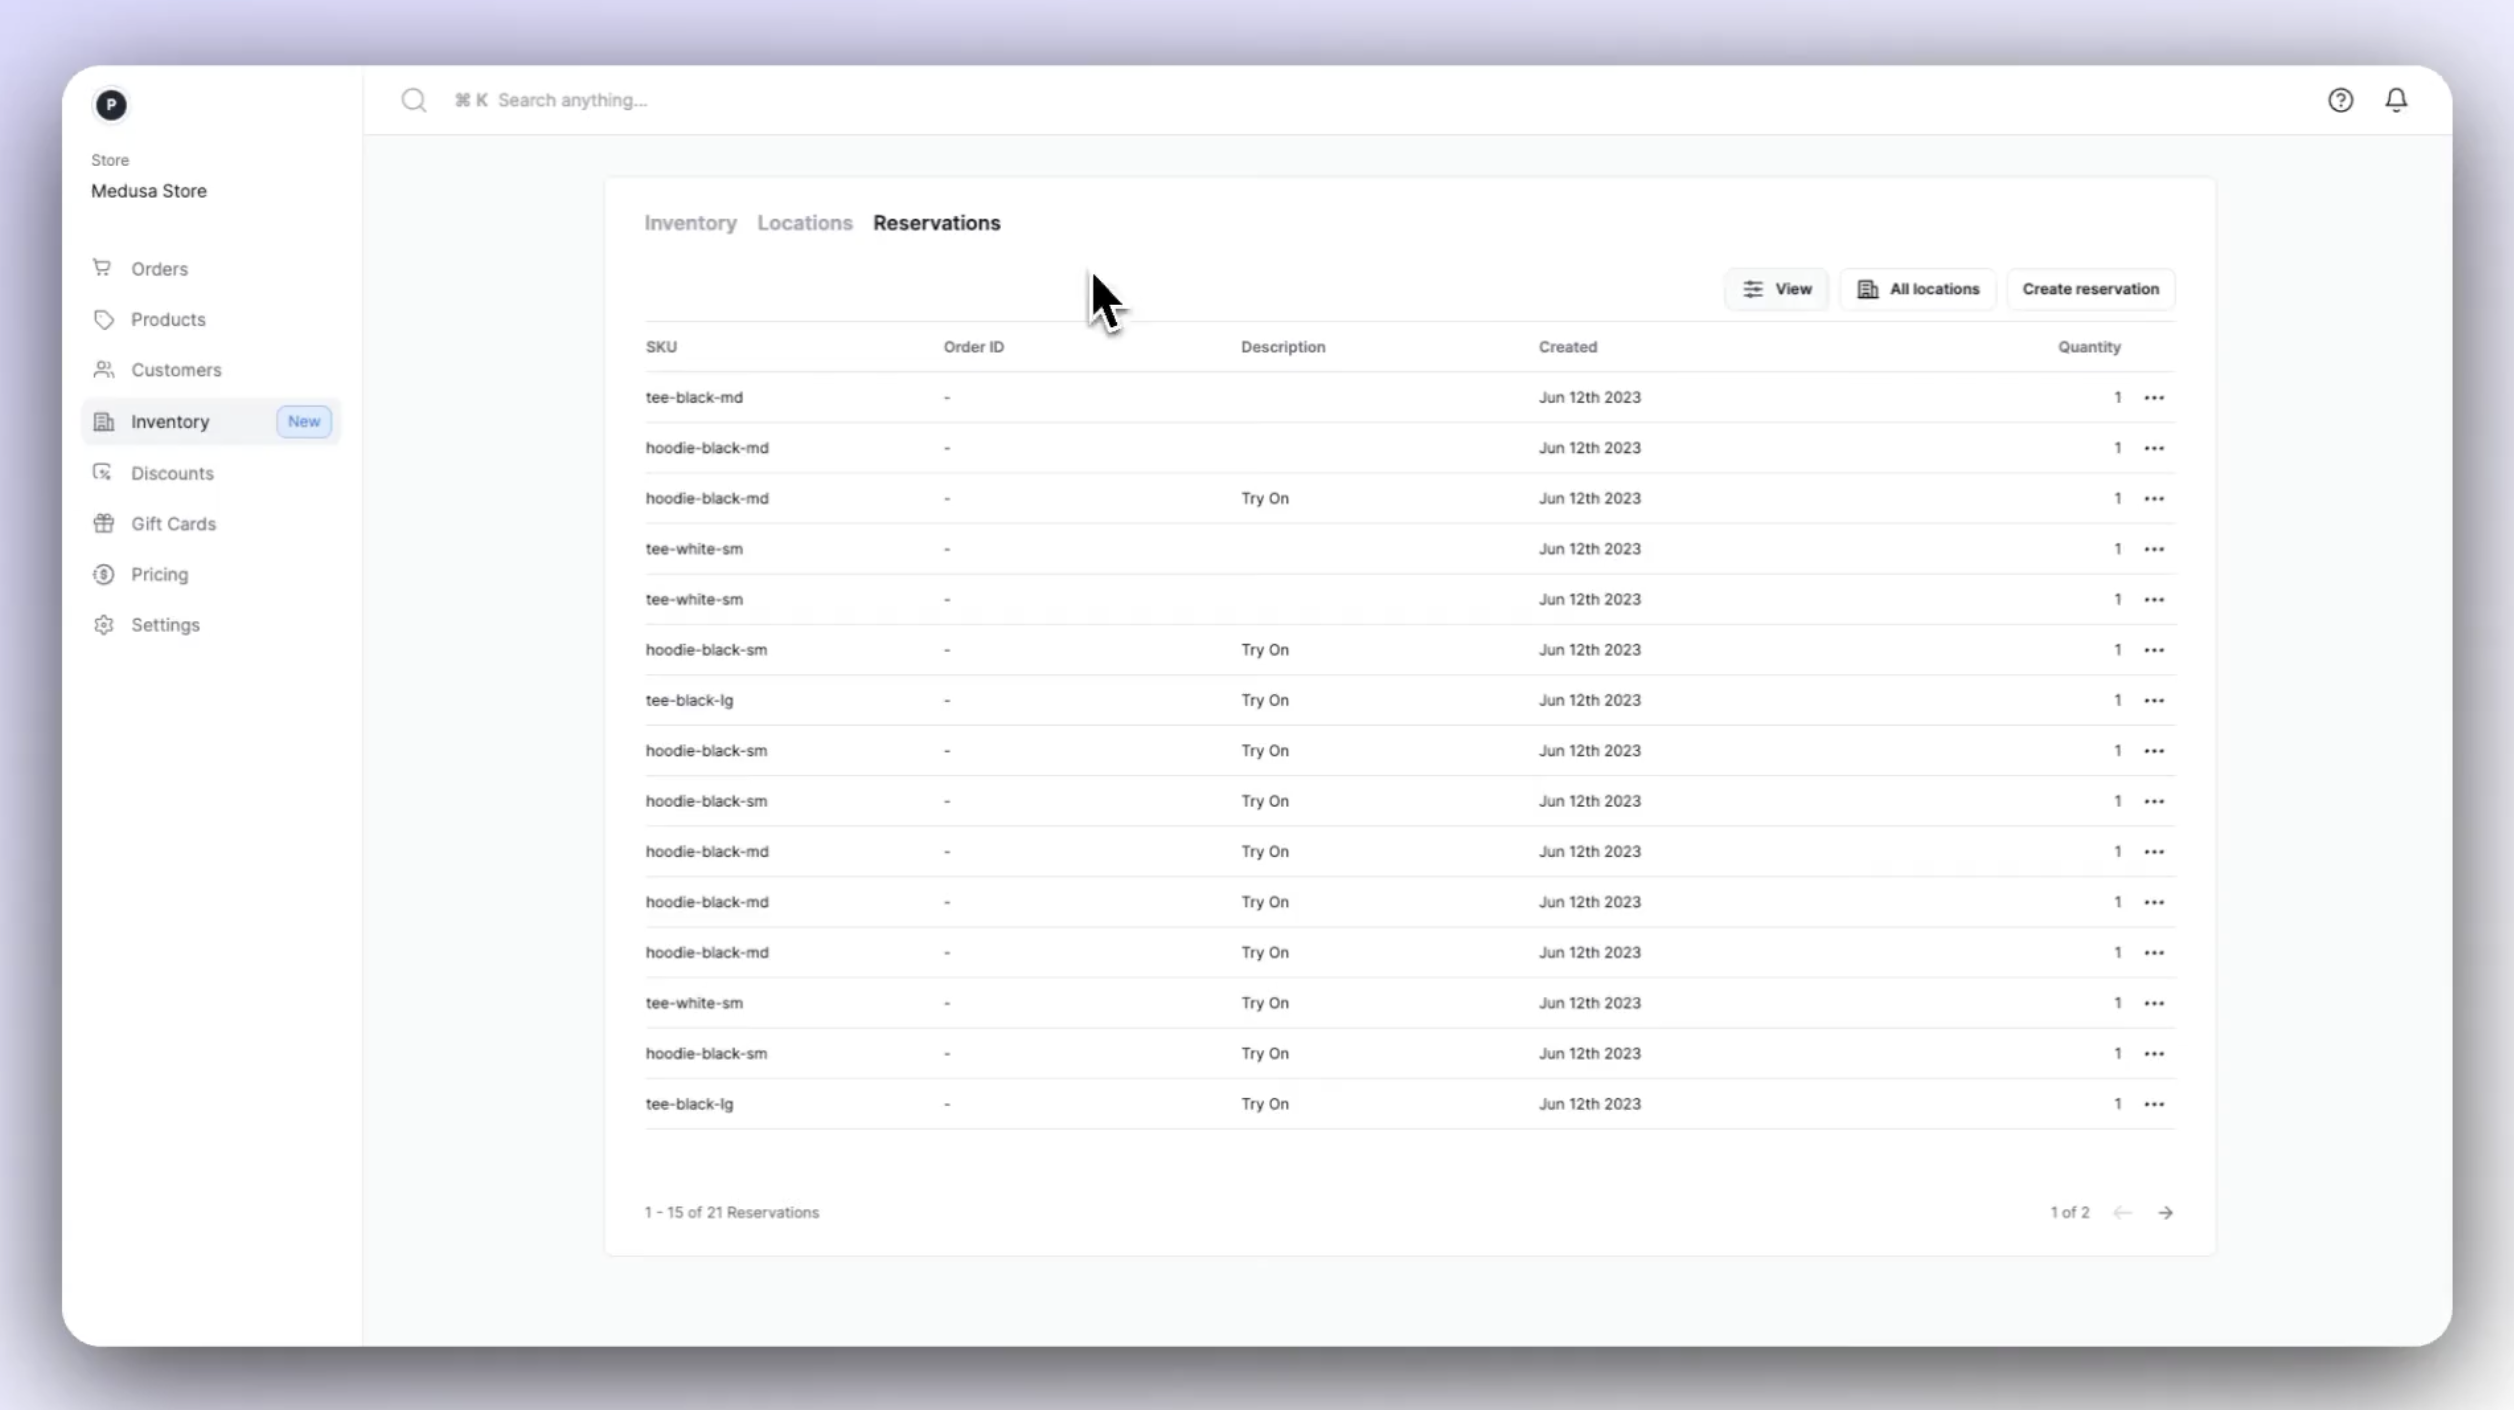 P
⌘ K Search anything...
Store
Medusa Store
Orders
Products
Customers
Inventory New
Discounts
Gift Cards
Pricing
Settings
Inventory Locations Reservations
View All locations Create reservation
SKU Order ID Description Created Quantity
tee-black-md - Jun 12th 2023 1 •••
hoodie-black-md - Jun 12th 2023 1 •••
hoodie-black-md - Try On Jun 12th 2023 1 •••
tee-white-sm - Jun 12th 2023 1 •••
tee-white-sm - Jun 12th 2023 1 •••
hoodie-black-sm - Try On Jun 12th 2023 1 •••
tee-black-lg - Try On Jun 12th 2023 1 •••
hoodie-black-sm - Try On Jun 12th 2023 1 •••
hoodie-black-sm - Try On Jun 12th 2023 1 •••
hoodie-black-md - Try On Jun 12th 2023 1 •••
hoodie-black-md - Try On Jun 12th 2023 1 •••
hoodie-black-md - Try On Jun 12th 2023 1 •••
tee-white-sm - Try On Jun 12th 2023 1 •••
hoodie-black-sm - Try On Jun 12th 2023 1 •••
tee-black-lg - Try On Jun 12th 2023 1 •••
1 - 15 of 21 Reservations 1 of 2 ← →